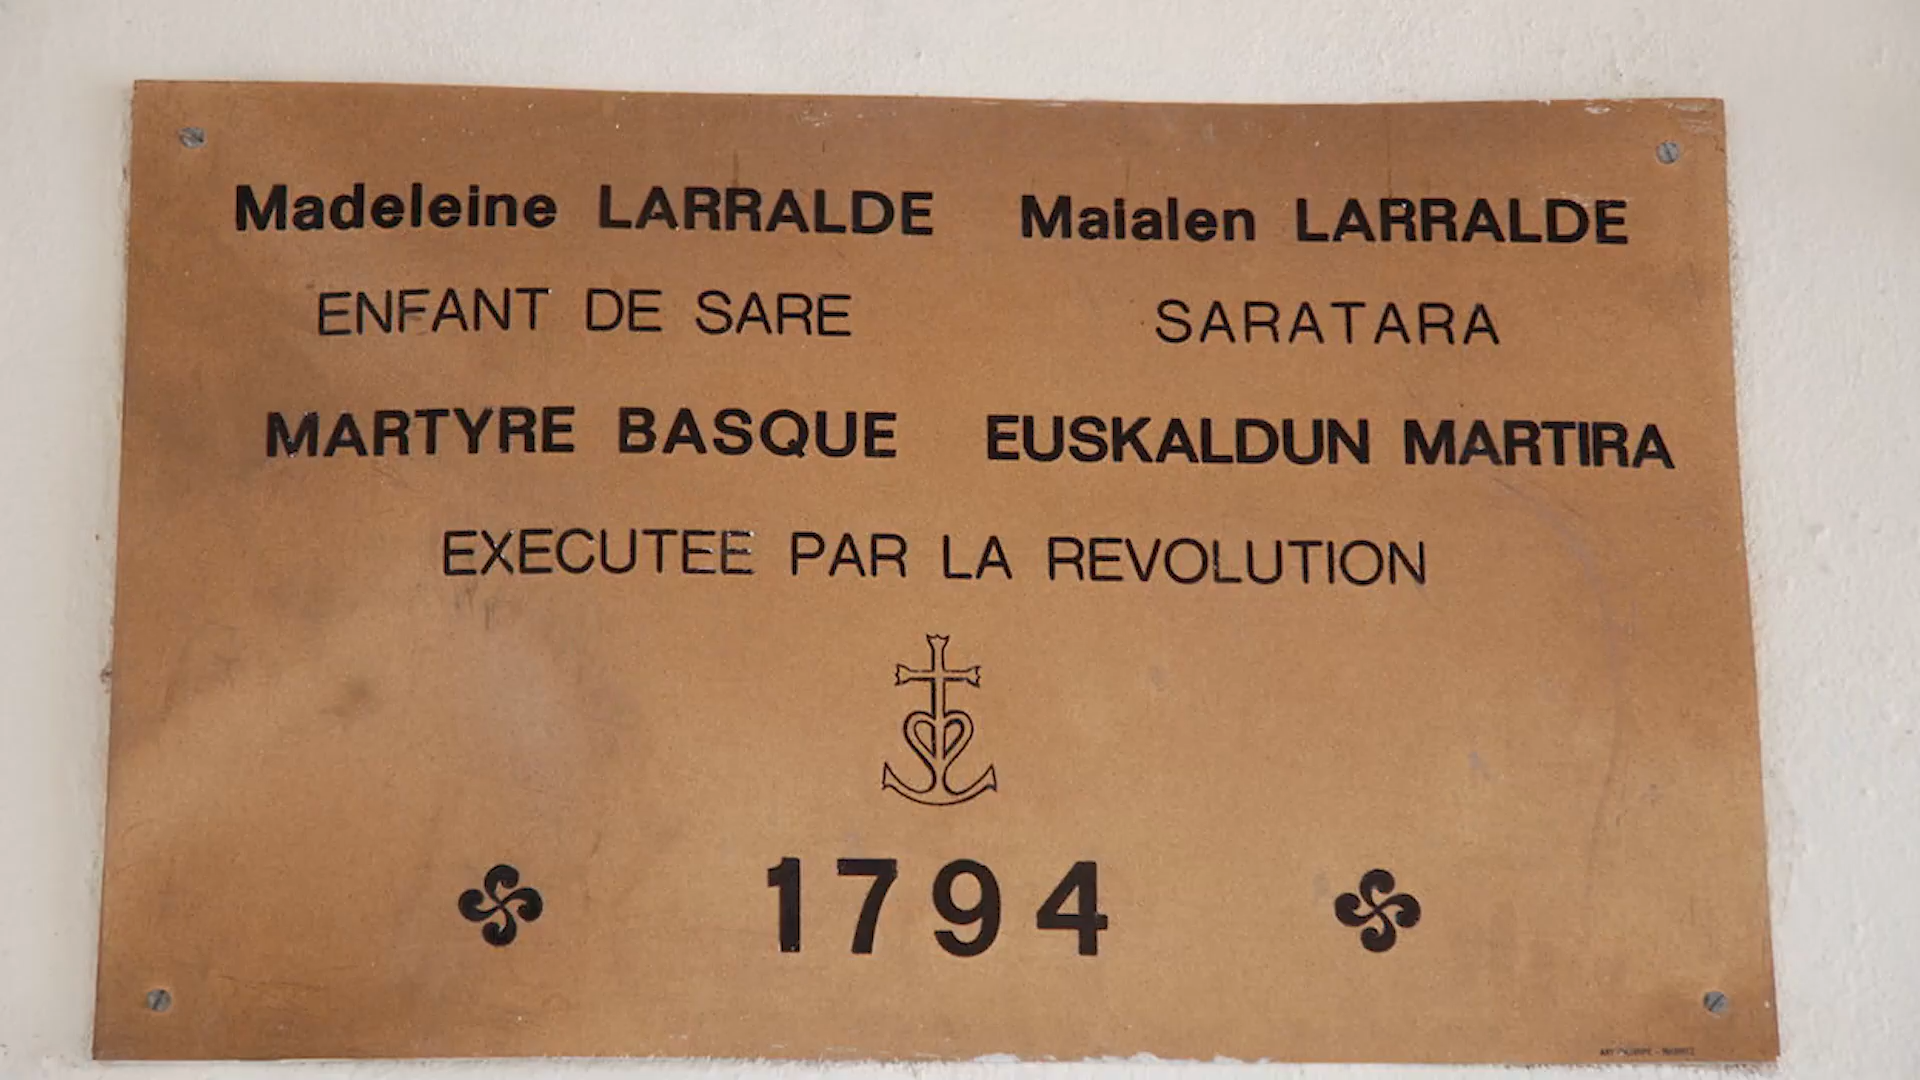 Madeleine LARRALDE Maialen LARRALDE
ENFANT DE SARE SARATARA
MARTYRE BASQUE EUSKALDUN MARTIRA
EXECUTEE PAR LA REVOLUTION
1794